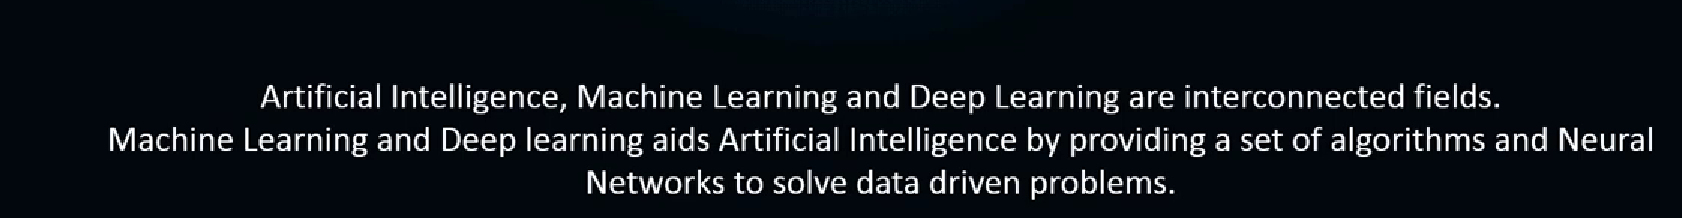 Artificial Intelligence, Machine Learning and Deep Learning are interconnected fields.
Machine Learning and Deep learning aids Artificial Intelligence by providing a set of algorithms and Neural
Networks to solve data driven problems.